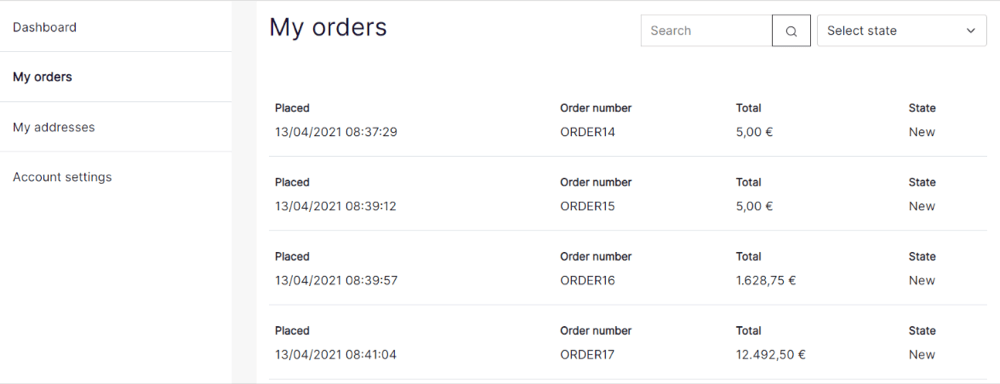 Dashboard
My orders
My addresses
Account settings
My orders
Search
Select state
Placed Order number Total State
13/04/2021 08:37:29 ORDER14 5,00 € New
Placed Order number Total State
13/04/2021 08:39:12 ORDER15 5,00 € New
Placed Order number Total State
13/04/2021 08:39:57 ORDER16 1.628,75 € New
Placed Order number Total State
13/04/2021 08:41:04 ORDER17 12.492,50 € New